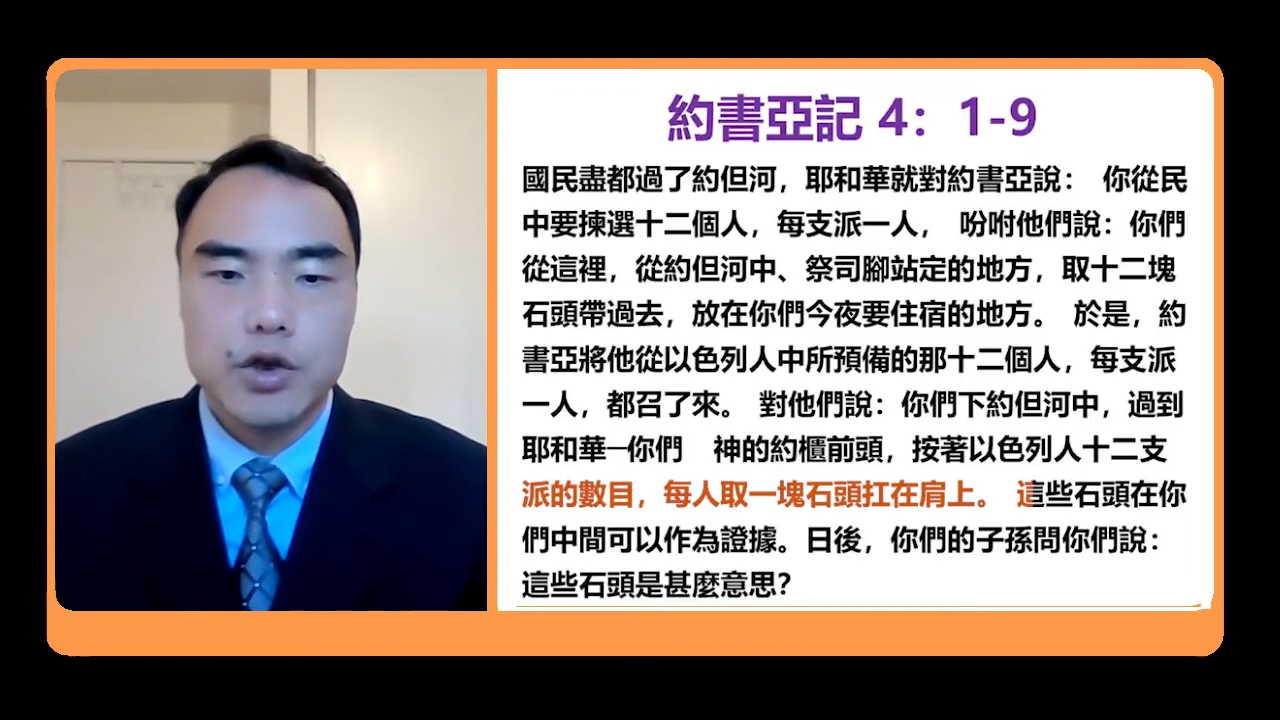 約書亞記 4：1-9
國民盡都過了約但河，耶和華就對約書亞說： 你從民
中要揀選十二個人，每支派一人， 吩咐他們說：你們
從這裡，從約但河中、祭司腳站定的地方，取十二塊
石頭帶過去，放在你們今夜要住宿的地方。 於是，約
書亞將他從以色列人中所預備的那十二個人，每支派
一人，都召了來。 對他們說：你們下約但河中，過到
耶和華─你們　神的約櫃前頭，按著以色列人十二支
派的數目，每人取一塊石頭扛在肩上。 這些石頭在你
們中間可以作為證據。日後，你們的子孫問你們說：
這些石頭是甚麼意思?